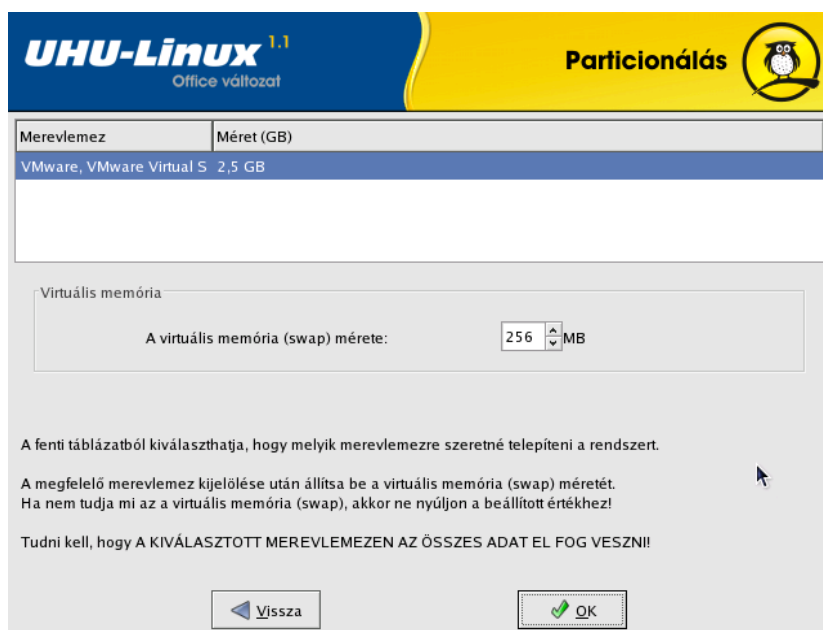 UHU-Linux 1.1
Office változat
Particionálás
Merevlemez Méret (GB)
VMware, VMware Virtual S 2,5 GB
Virtuális memória
A virtuális memória (swap) mérete: 256 MB
A fenti táblázatból kiválaszthatja, hogy melyik merevlemezre szeretné telepíteni a rendszert.
A megfelelő merevlemez kijelölése után állítsa be a virtuális memória (swap) méretét.
Ha nem tudja mi az a virtuális memória (swap), akkor ne nyúljon a beállított értékhez!
Tudni kell, hogy A KIVÁLASZTOTT MEREVLEMEZEN AZ ÖSSZES ADAT EL FOG VESZNI!
Vissza OK